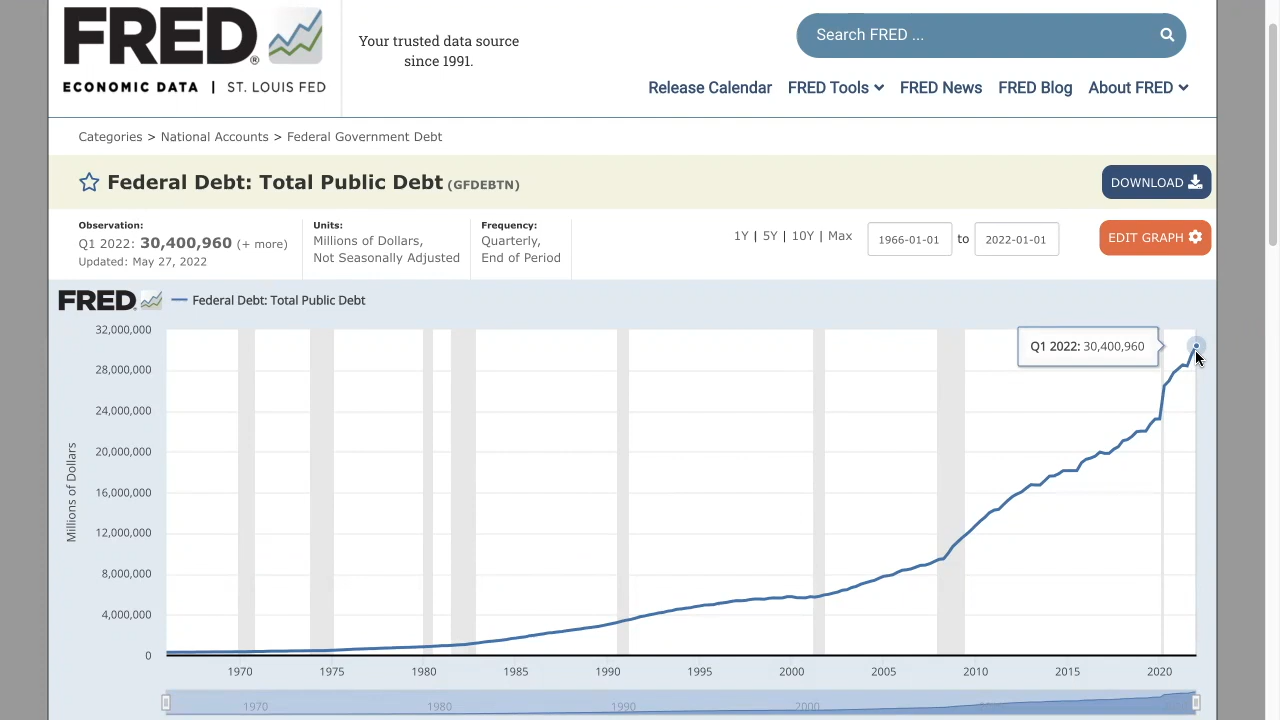 FRED®
ECONOMIC DATA | ST. LOUIS FED
Your trusted data source
since 1991.
Search FRED ...
Release Calendar FRED Tools FRED News FRED Blog About FRED
Categories > National Accounts > Federal Government Debt
Federal Debt: Total Public Debt (GFDEBTN)
DOWNLOAD
Observation:
Q1 2022: 30,400,960 (+ more)
Updated: May 27, 2022
Units:
Millions of Dollars,
Not Seasonally Adjusted
Frequency:
Quarterly,
End of Period
1Y | 5Y | 10Y | Max
1966-01-01 to 2022-01-01
EDIT GRAPH
FRED
Federal Debt: Total Public Debt
32,000,000
28,000,000
24,000,000
20,000,000
16,000,000
12,000,000
8,000,000
4,000,000
0
Millions of Dollars
Q1 2022: 30,400,960
1970 1975 1980 1985 1990 1995 2000 2005 2010 2015 2020
1970 1980 1990 2000